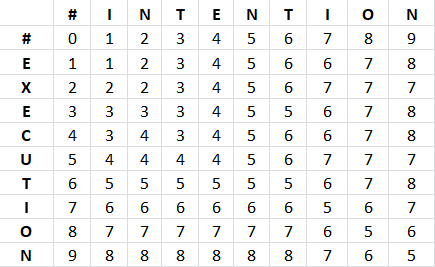 # I N T E N T I O N
# 0 1 2 3 4 5 6 7 8 9
E 1 1 2 3 4 5 6 6 7 8
X 2 2 2 3 4 5 6 7 7 7
E 3 3 3 3 4 5 5 6 7 8
C 4 3 4 3 4 5 6 6 7 8
U 5 4 4 4 4 5 6 7 7 7
T 6 5 5 5 5 5 5 6 7 8
I 7 6 6 6 6 6 6 5 6 7
O 8 7 7 7 7 7 7 6 5 6
N 9 8 8 8 8 8 8 7 6 5